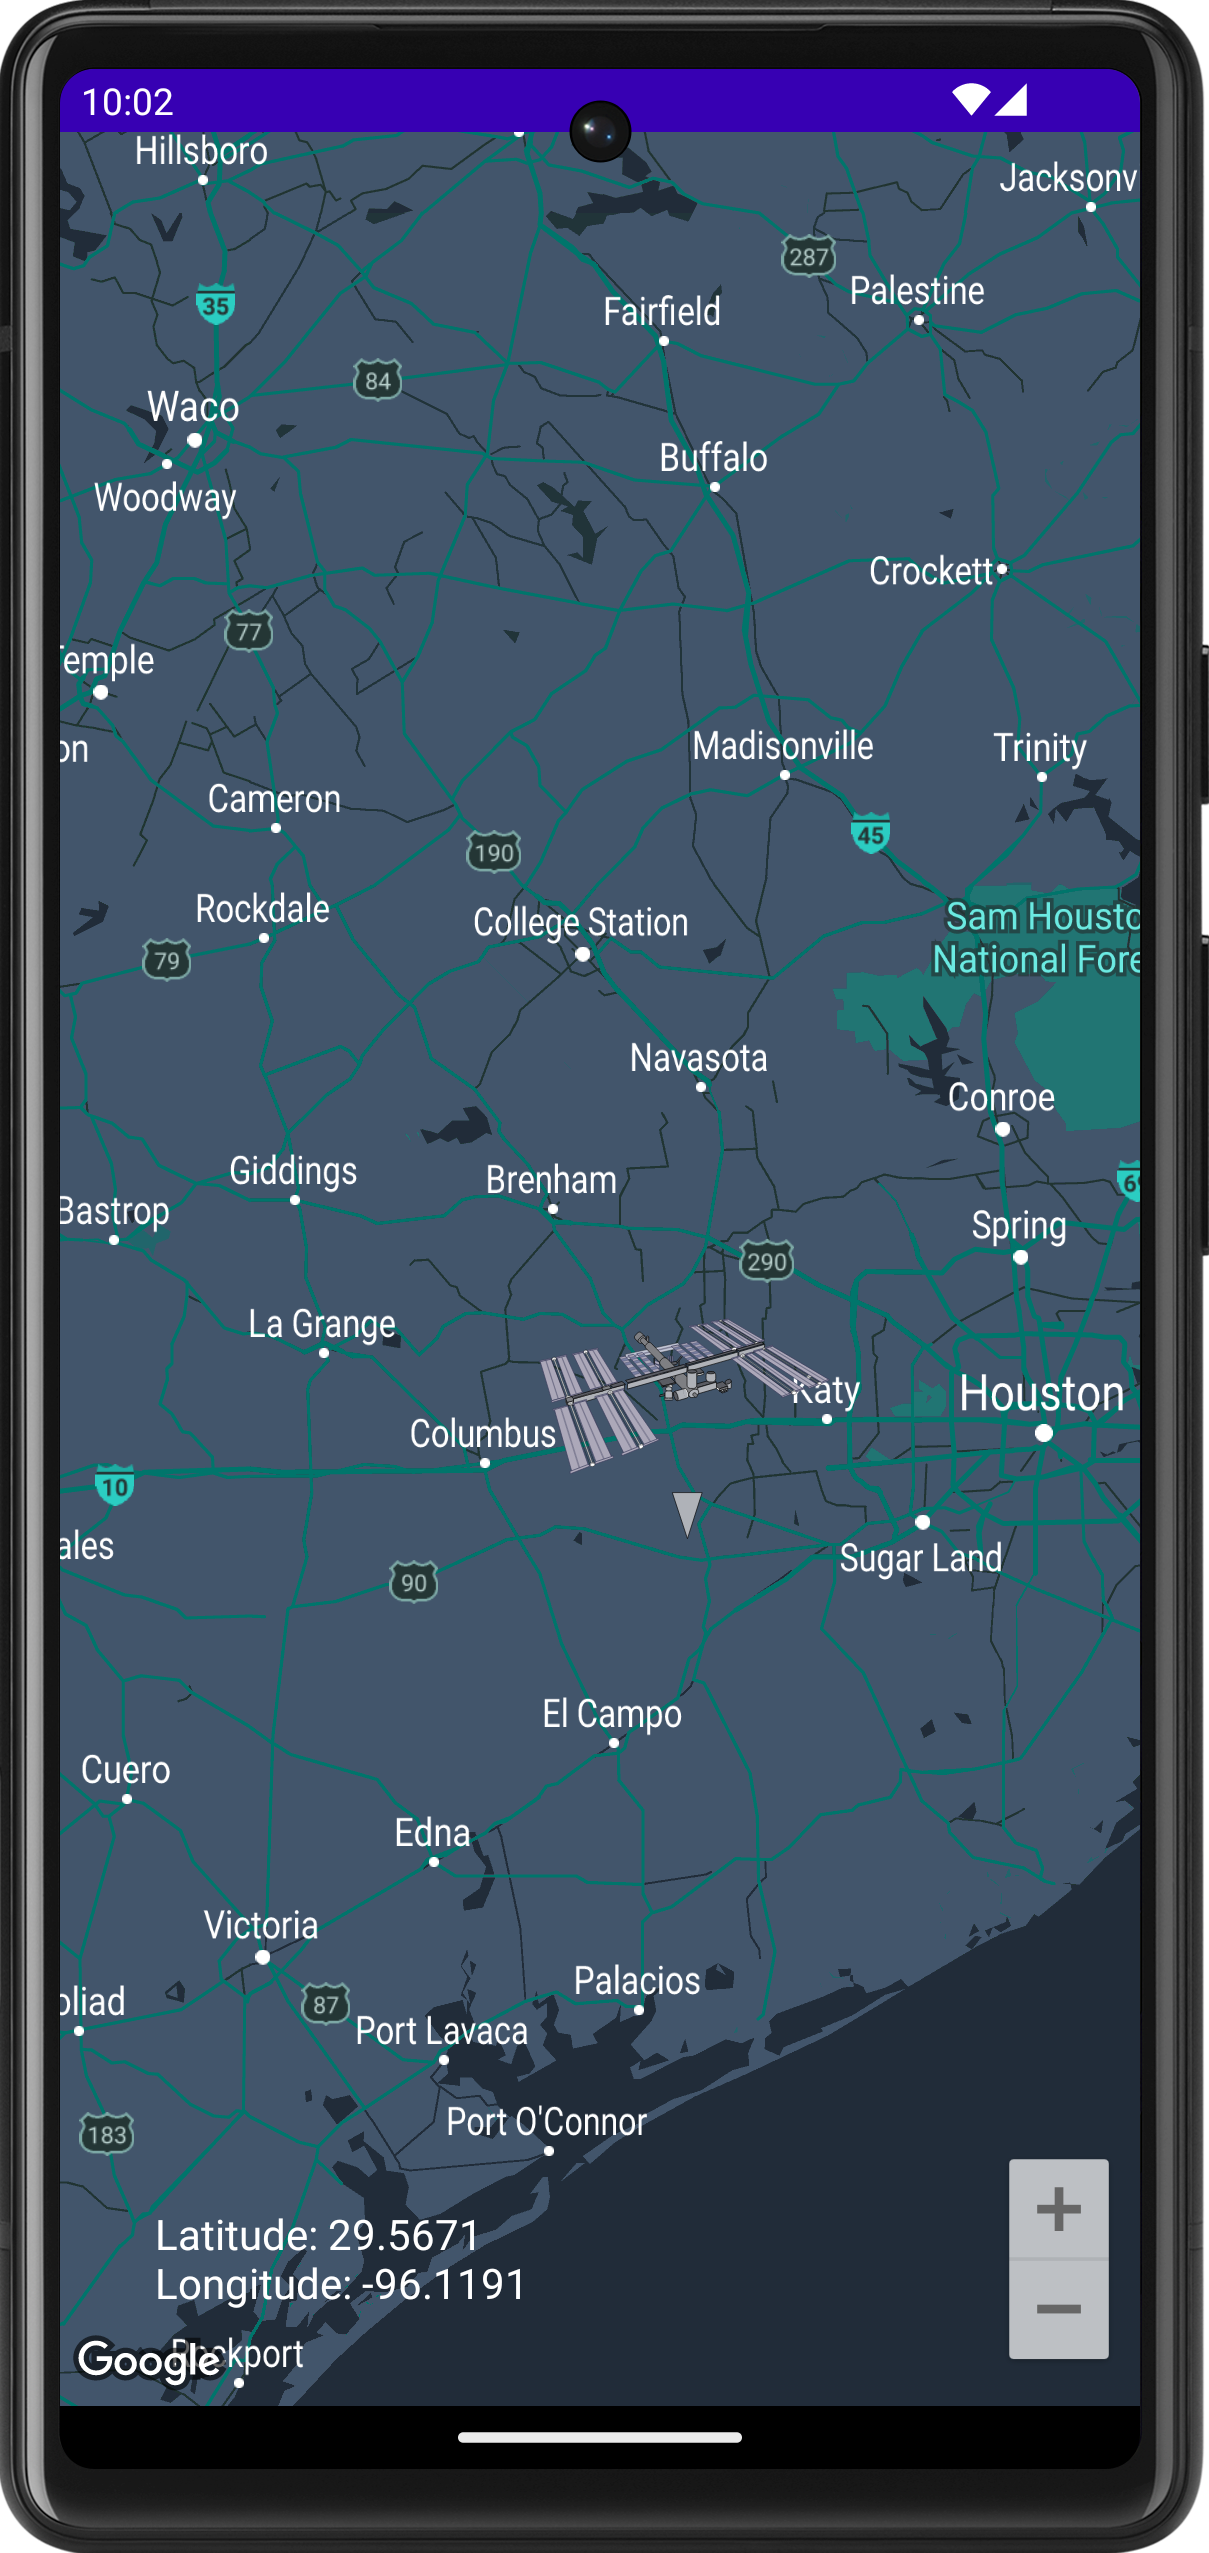 10:02
Hillsboro
Jacksonv
287
Palestine
35
Fairfield
84
Waco
Buffalo
Woodway
Crockett
77
emple
on
Madisonville
Trinity
Cameron
45
190
Rockdale
College Station
Sam Housto
National Fore
79
Navasota
Conroe
Giddings
Brenham
69
Bastrop
Spring
290
La Grange
Katy
Houston
Columbus
10
ales
Sugar Land
90
El Campo
Cuero
Edna
Victoria
Palacios
oliad
87
Port Lavaca
Port O'Connor
183
Latitude: 29.5671
Longitude: -96.1191
Google
Rockport